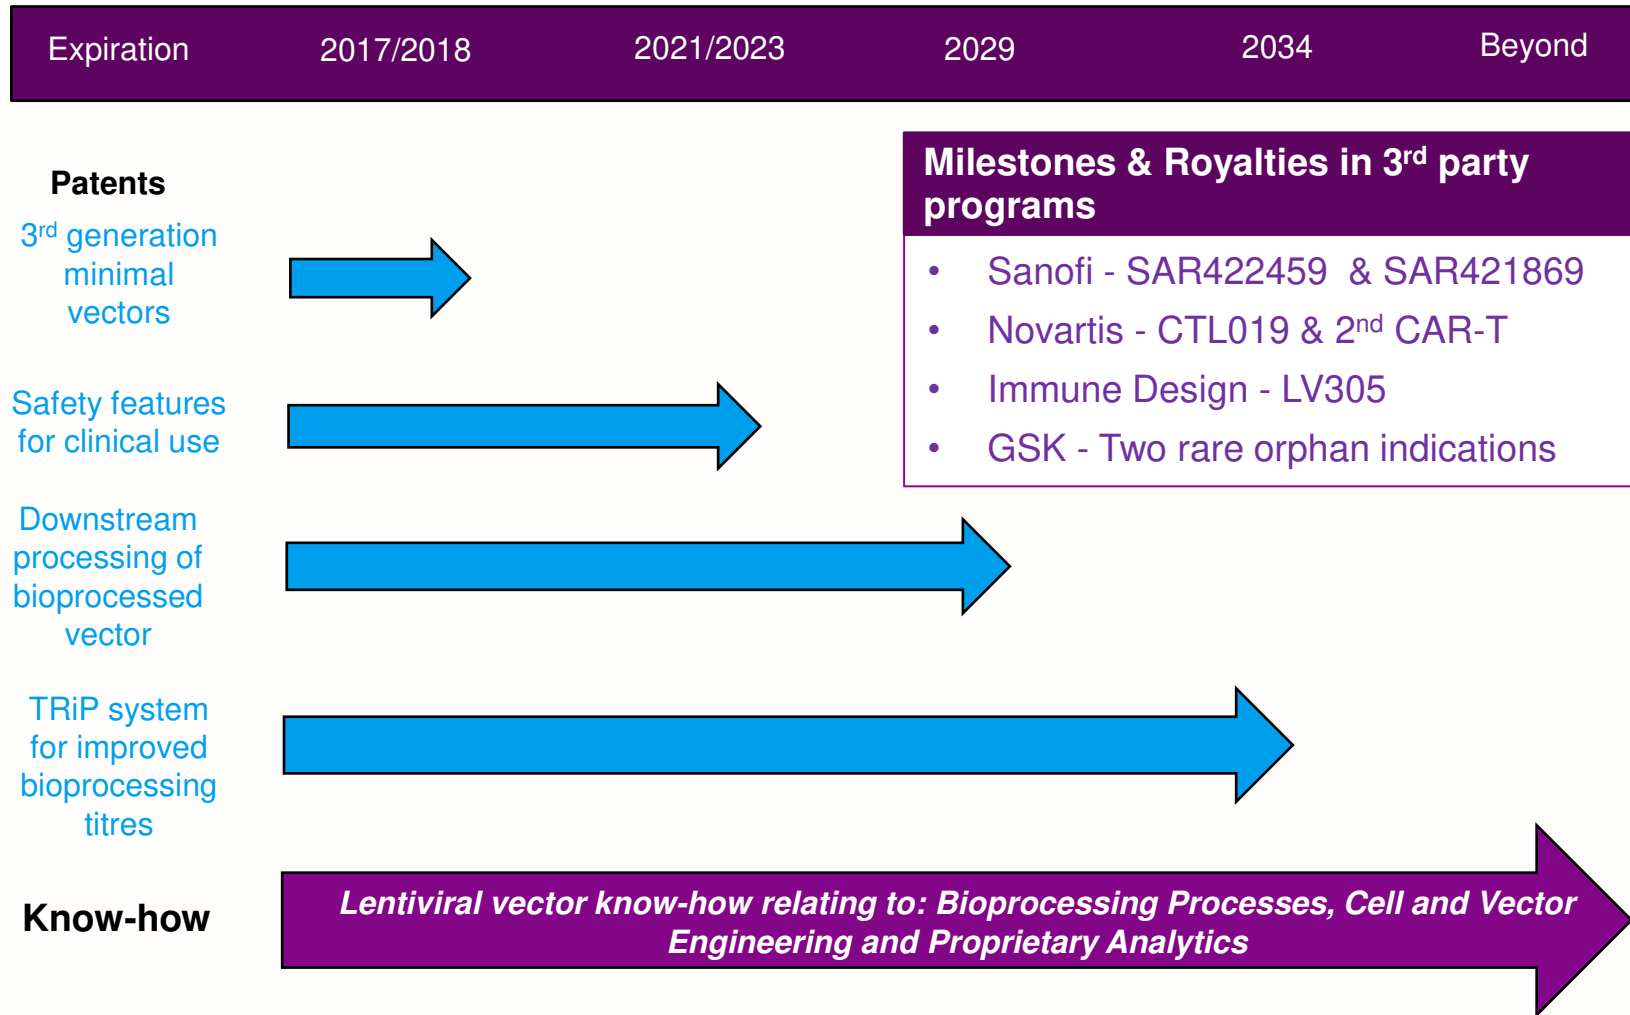 Expiration 2017/2018 2021/2023 2029 2034 Beyond
Patents
3rd generation
minimal
vectors
Safety features
for clinical use
Downstream
processing of
bioprocessed
vector
TRiP system
for improved
bioprocessing
titres
Milestones & Royalties in 3rd party
programs
• Sanofi - SAR422459 & SAR421869
• Novartis - CTL019 & 2nd CAR-T
• Immune Design - LV305
• GSK - Two rare orphan indications
Know-how
Lentiviral vector know-how relating to: Bioprocessing Processes, Cell and Vector
Engineering and Proprietary Analytics